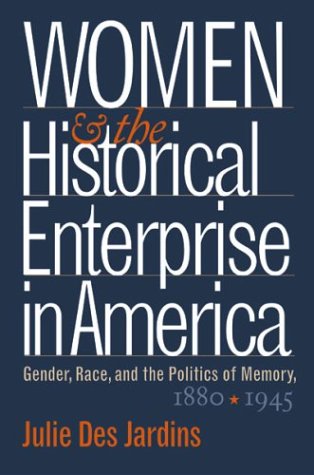 WOMEN
& the
Historical
Enterprise
in America
Gender, Race, and the Politics of Memory,
1880 ★ 1945
Julie Des Jardins